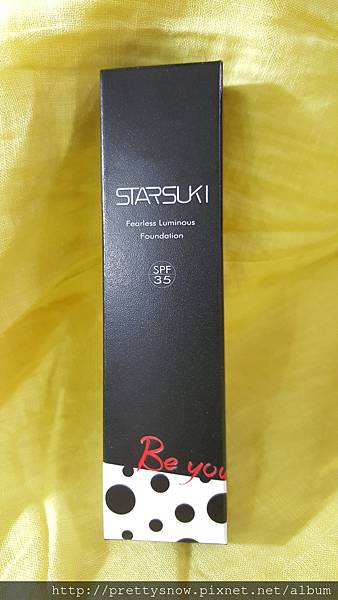 STARSUKI
Fearless Luminous
Foundation
SPF
35
Be you
http://prettysnow.pixnet.net/album